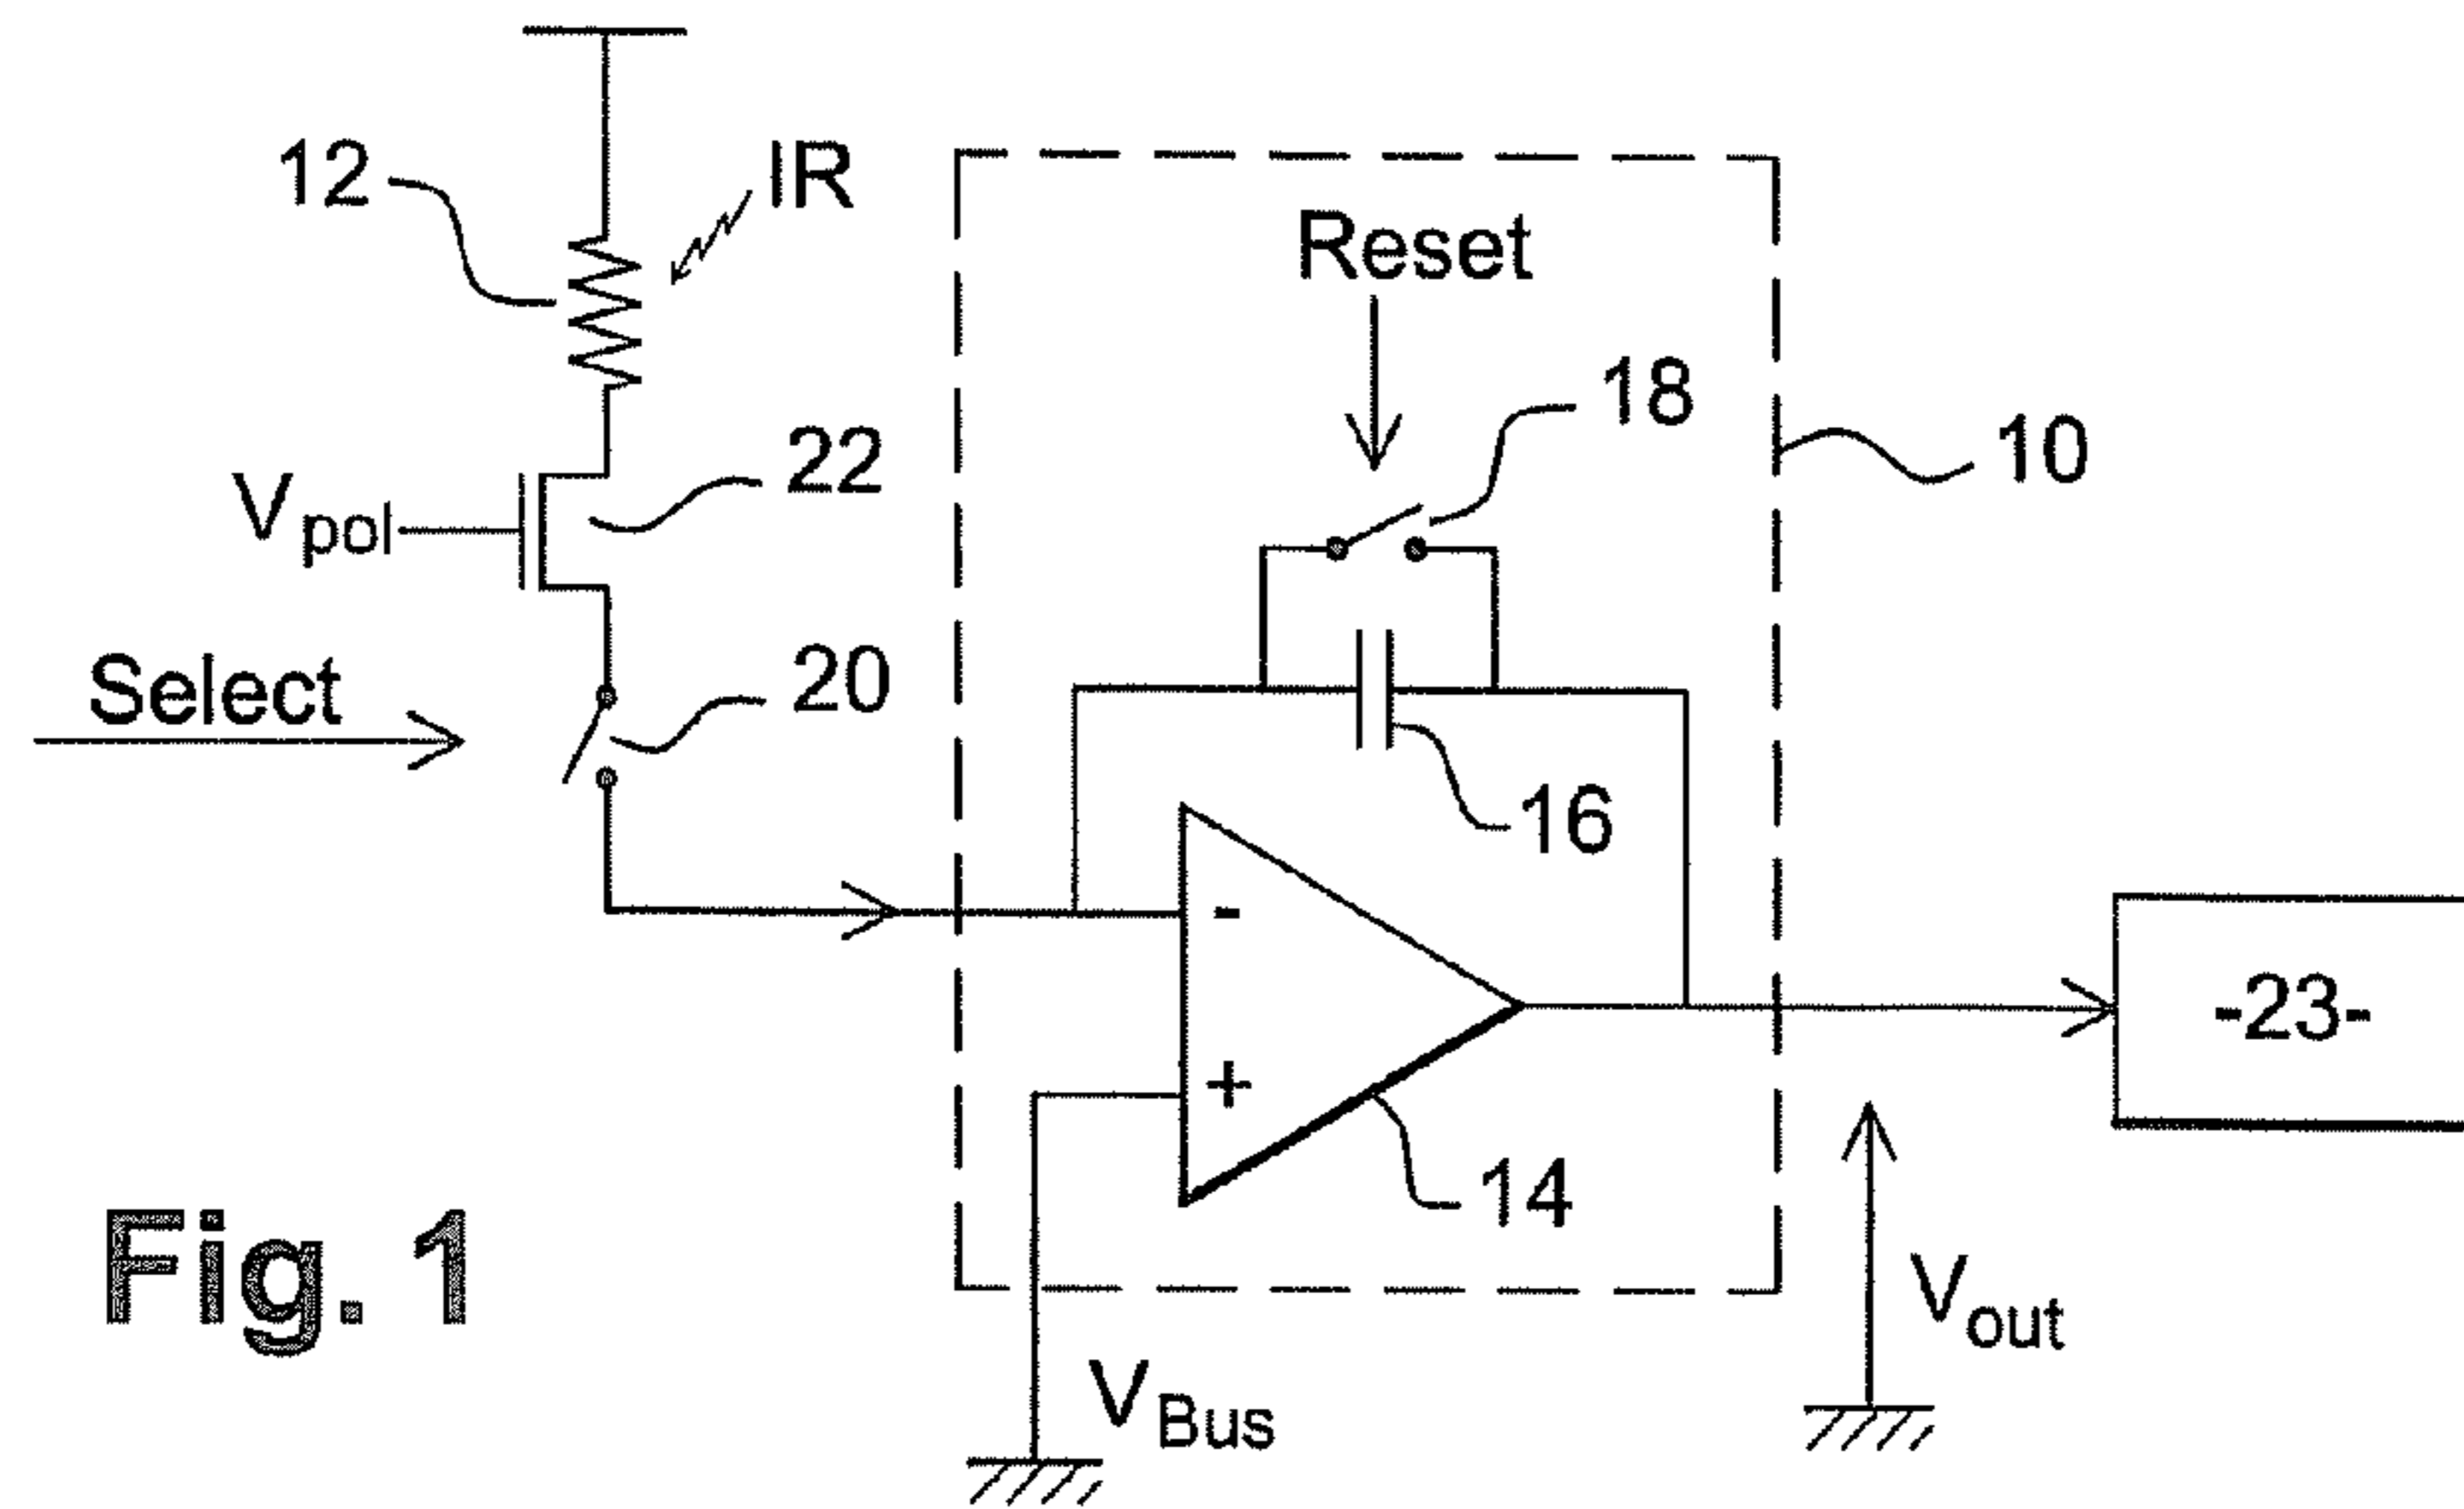 12
IR
Reset
18
10
22
Vpol
Select
20
16
-
-23-
+
14
Fig. 1
Vout
VBus